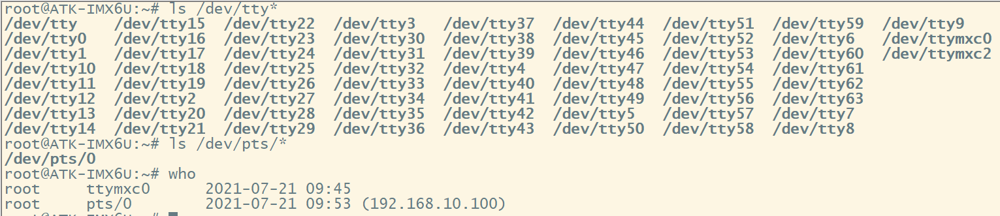 root@ATK-IMX6U:~# ls /dev/tty*
/dev/tty    /dev/tty15  /dev/tty22  /dev/tty3   /dev/tty37  /dev/tty44  /dev/tty51  /dev/tty59  /dev/tty9
/dev/tty0   /dev/tty16  /dev/tty23  /dev/tty30  /dev/tty38  /dev/tty45  /dev/tty52  /dev/tty6   /dev/ttymxc0
/dev/tty1   /dev/tty17  /dev/tty24  /dev/tty31  /dev/tty39  /dev/tty46  /dev/tty53  /dev/tty60  /dev/ttymxc2
/dev/tty10  /dev/tty18  /dev/tty25  /dev/tty32  /dev/tty4   /dev/tty47  /dev/tty54  /dev/tty61
/dev/tty11  /dev/tty19  /dev/tty26  /dev/tty33  /dev/tty40  /dev/tty48  /dev/tty55  /dev/tty62
/dev/tty12  /dev/tty2   /dev/tty27  /dev/tty34  /dev/tty41  /dev/tty49  /dev/tty56  /dev/tty63
/dev/tty13  /dev/tty20  /dev/tty28  /dev/tty35  /dev/tty42  /dev/tty5   /dev/tty57  /dev/tty7
/dev/tty14  /dev/tty21  /dev/tty29  /dev/tty36  /dev/tty43  /dev/tty50  /dev/tty58  /dev/tty8
root@ATK-IMX6U:~# ls /dev/pts/*
/dev/pts/0
root@ATK-IMX6U:~# who
root     ttymxc0      2021-07-21 09:45
root     pts/0        2021-07-21 09:53 (192.168.10.100)
root@ATK-IMX6U:~#